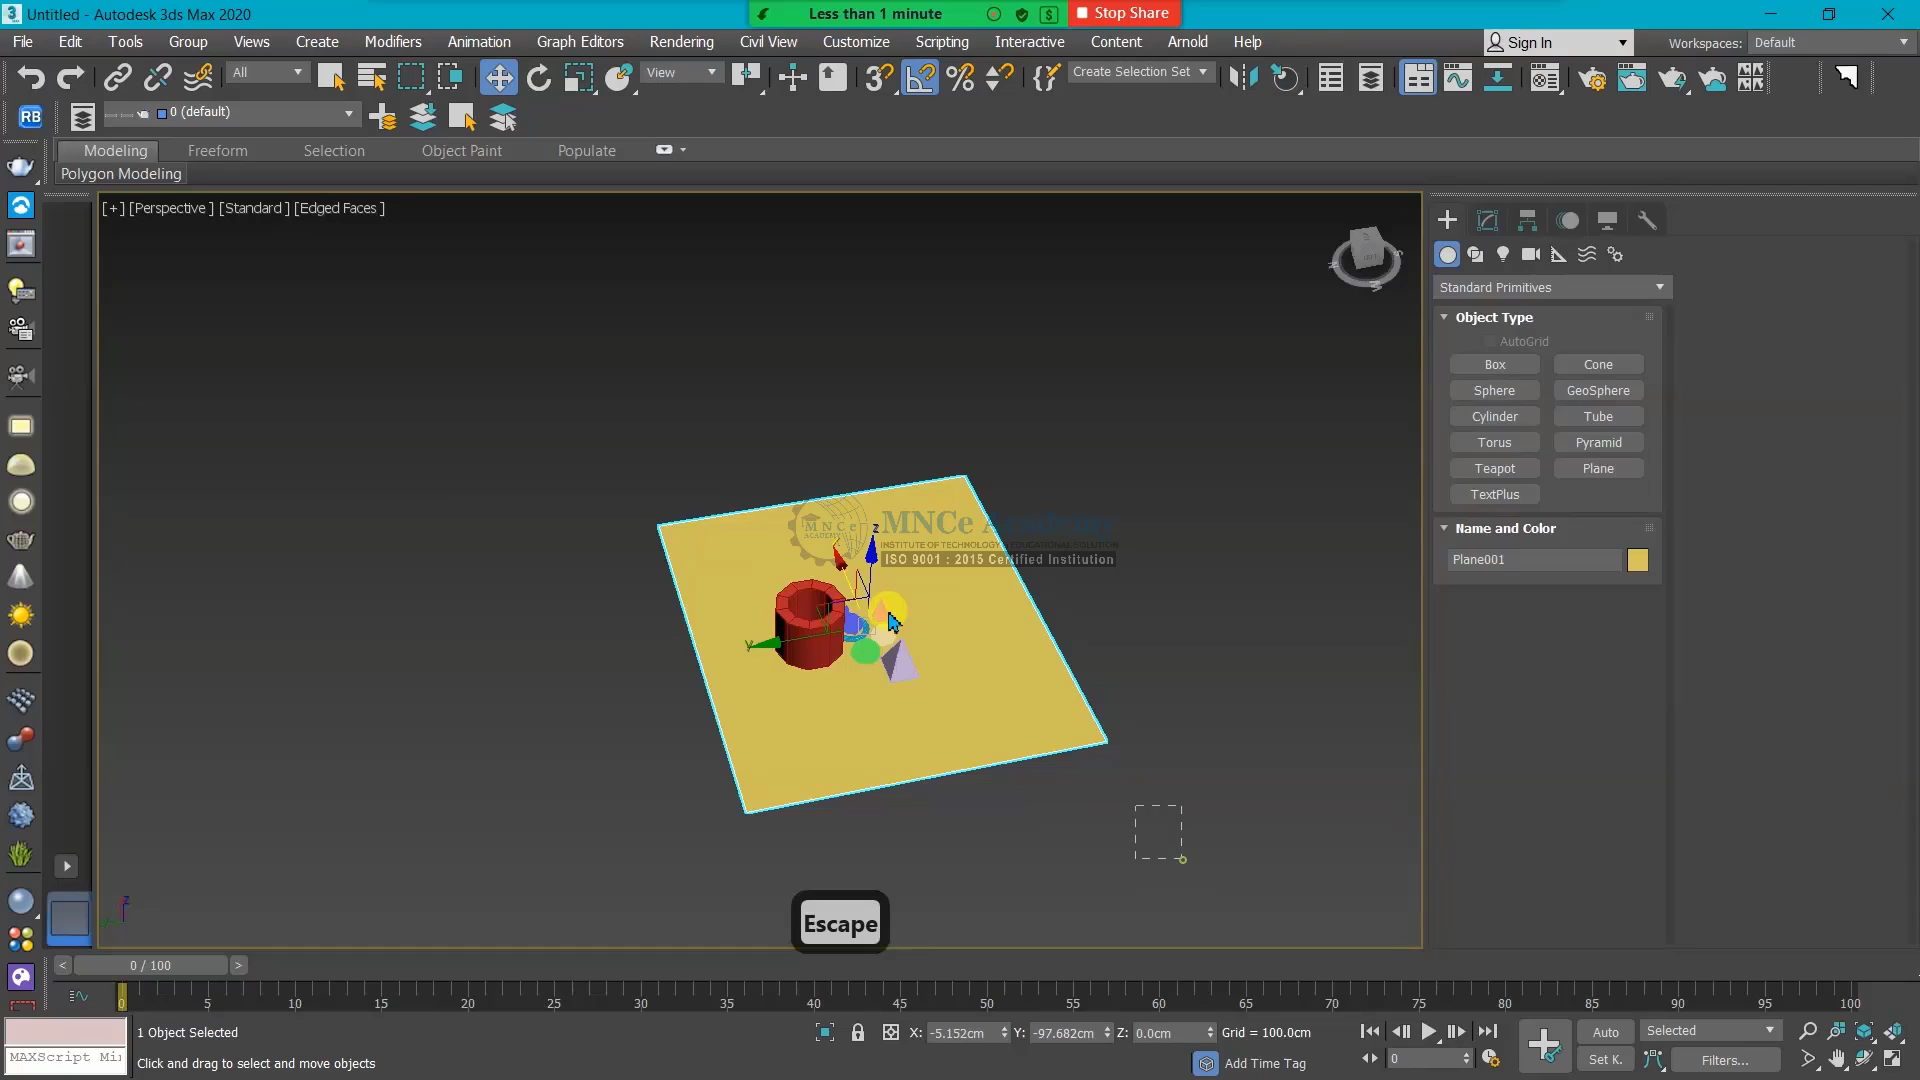 Untitled - Autodesk 3ds Max 2020
Less than 1 minute
Stop Share
File Edit Tools Group Views Create Modifiers Animation Graph Editors Rendering Civil View Customize Scripting Interactive Content Arnold Help
Sign In
Workspaces: Default
All
View
Create Selection Set
RB
0 (default)
Modeling Freeform Selection Object Paint Populate
Polygon Modeling
[ + ] [Perspective ] [Standard ] [Edged Faces ]
Standard Primitives
Object Type
AutoGrid
Box Cone
Sphere GeoSphere
Cylinder Tube
Torus Pyramid
Teapot Plane
TextPlus
Name and Color
Plane001
MNCe
ACADEMY
MNCe Academy
INSTITUTE OF TECHNOLOGY & EDUCATIONAL SOLUTION
ISO 9001 : 2015 Certified Institution
z
y
z
Escape
< 0 / 100 >
0 5 10 15 20 25 30 35 40 45 50 55 60 65 70 75 80 85 90 95 100
1 Object Selected
X: -5.152cm Y: -97.682cm Z: 0.0cm Grid = 100.0cm
Auto Selected
MAXScript Mi
Click and drag to select and move objects
Add Time Tag
0
Set K. Filters...